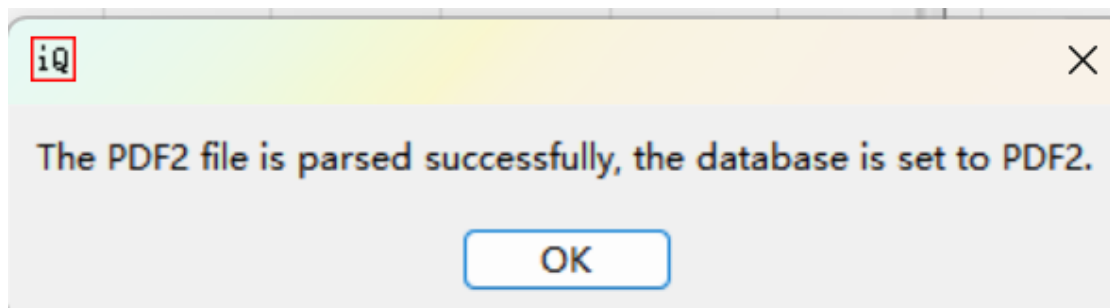 iQ
The PDF2 file is parsed successfully, the database is set to PDF2.
OK